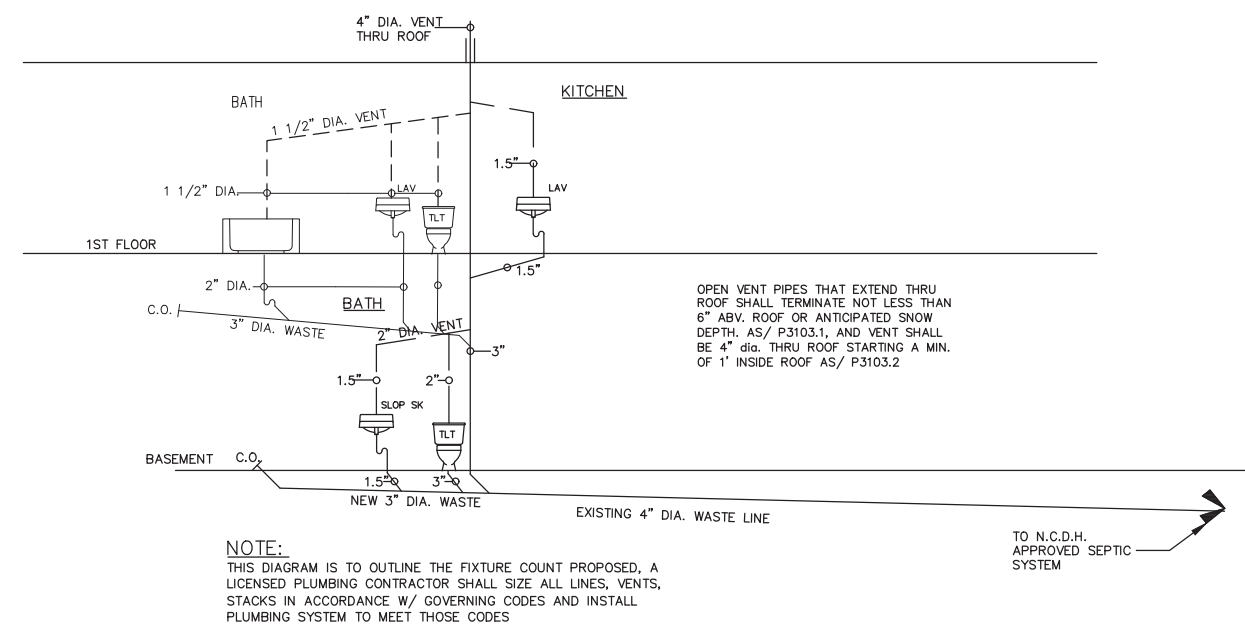 4" DIA. VENT
THRU ROOF
KITCHEN
BATH
1 1/2" DIA. VENT
1.5"
1 1/2" DIA.
LAV
LAV
TLT
1ST FLOOR
1.5"
2" DIA.
BATH
C.O.
3" DIA. WASTE
2" DIA. VENT
3"
OPEN VENT PIPES THAT EXTEND THRU
ROOF SHALL TERMINATE NOT LESS THAN
6" ABV. ROOF OR ANTICIPATED SNOW
DEPTH. AS/ P3103.1, AND VENT SHALL
BE 4" dia. THRU ROOF STARTING A MIN.
OF 1' INSIDE ROOF AS/ P3103.2
1.5"
2"
SLOP SK
TLT
BASEMENT
C.O.
1.5"
3"
NEW 3" DIA. WASTE
EXISTING 4" DIA. WASTE LINE
TO N.C.D.H.
APPROVED SEPTIC
SYSTEM
NOTE:
THIS DIAGRAM IS TO OUTLINE THE FIXTURE COUNT PROPOSED, A
LICENSED PLUMBING CONTRACTOR SHALL SIZE ALL LINES, VENTS,
STACKS IN ACCORDANCE W/ GOVERNING CODES AND INSTALL
PLUMBING SYSTEM TO MEET THOSE CODES